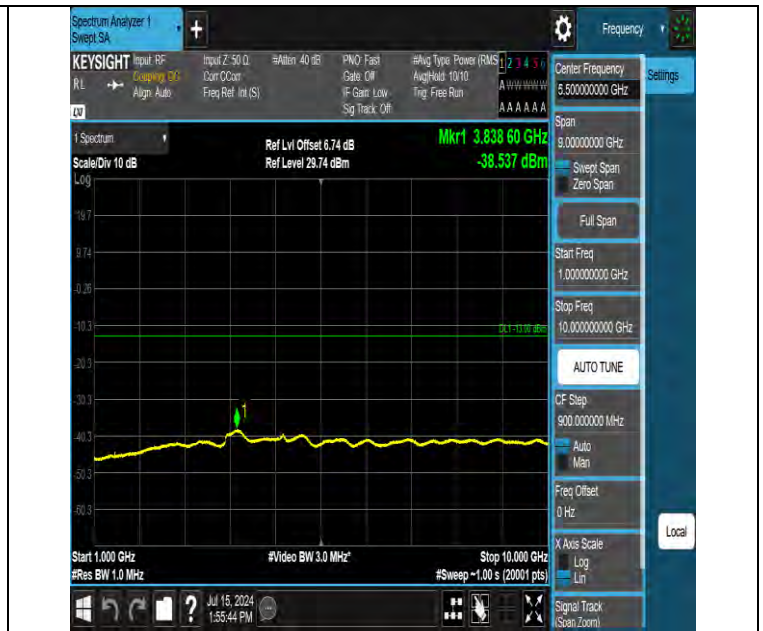 Spectrum Analyzer 1
Swept SA
+
Frequency
KEYSIGHT
Input: RF
Coupling: DC
Align: Auto
RL
LXI
Input Z: 50 Ω
Corr CCorr
Freq Ref: Int (S)
#Atten: 40 dB
PNO: Fast
Gate: Off
IF Gain: Low
Sig Track: Off
#Avg Type: Power (RMS
Avg|Hold: 10/10
Trig: Free Run
1 2 3 4 5 6
A W W W W W
A A A A A A
Center Frequency
5.500000000 GHz
Settings
Span
9.00000000 GHz
Swept Span
Zero Span
Full Span
Start Freq
1.000000000 GHz
Stop Freq
10.000000000 GHz
AUTO TUNE
CF Step
900.000000 MHz
Auto
Man
Freq Offset
0 Hz
X Axis Scale
Log
Lin
Signal Track
(Span Zoom)
Local
1 Spectrum
Scale/Div 10 dB
Log
Ref Lvl Offset 6.74 dB
Ref Level 29.74 dBm
Mkr1 3.838 60 GHz
-38.537 dBm
19.7
9.74
-0.26
-10.3
DL1 -13.00 dBm
-20.3
-30.3
1
-40.3
-50.3
-60.3
Start 1.000 GHz
#Res BW 1.0 MHz
#Video BW 3.0 MHz*
Stop 10.000 GHz
#Sweep ~1.00 s (20001 pts)
?
Jul 15, 2024
1:55:44 PM